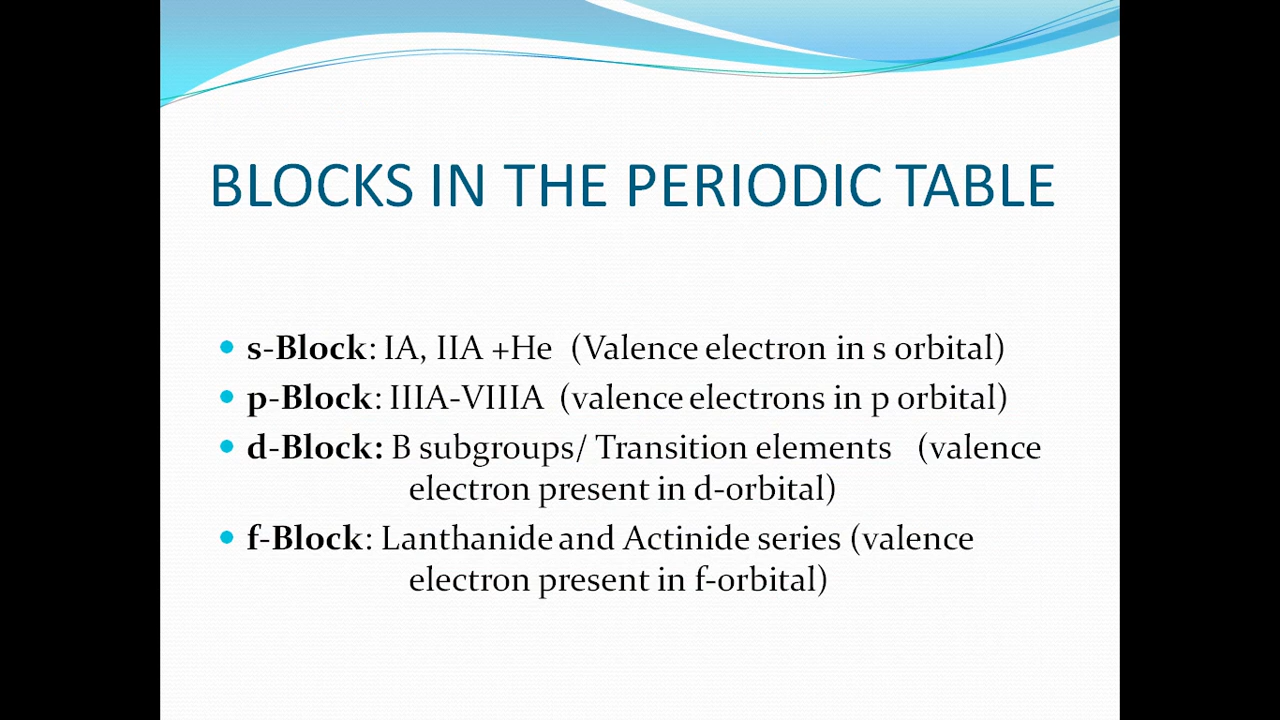 BLOCKS IN THE PERIODIC TABLE
s-Block: IA, IIA +He (Valence electron in s orbital)
p-Block: IIIA-VIIIA (valence electrons in p orbital)
d-Block: B subgroups/ Transition elements (valence
electron present in d-orbital)
f-Block: Lanthanide and Actinide series (valence
electron present in f-orbital)